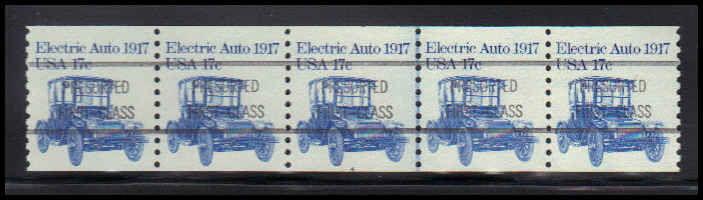 Electric Auto 1917 Electric Auto 1917 Electric Auto 1917 Electric Auto 1917 Electric Auto 1917
USA 17c USA 17c USA 17c USA 17c USA 17c
PRESORTED PRESORTED PRESORTED PRESORTED PRESORTED
FIRST-CLASS FIRST-CLASS FIRST-CLASS FIRST-CLASS FIRST-CLASS
4